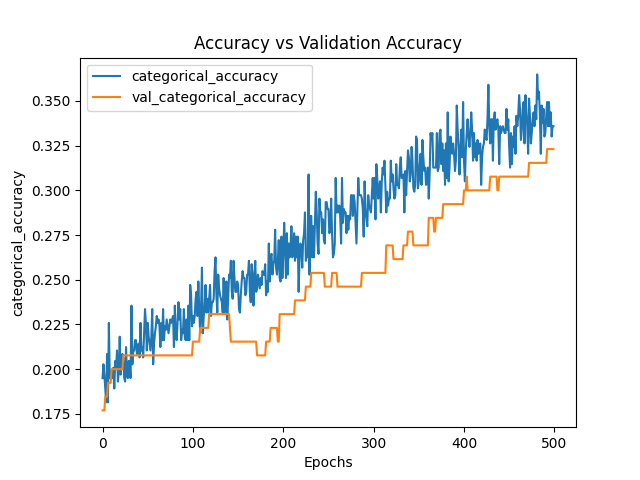 Accuracy vs Validation Accuracy
categorical_accuracy
val_categorical_accuracy
categorical_accuracy
0.350
0.325
0.300
0.275
0.250
0.225
0.200
0.175
0 100 200 300 400 500
Epochs